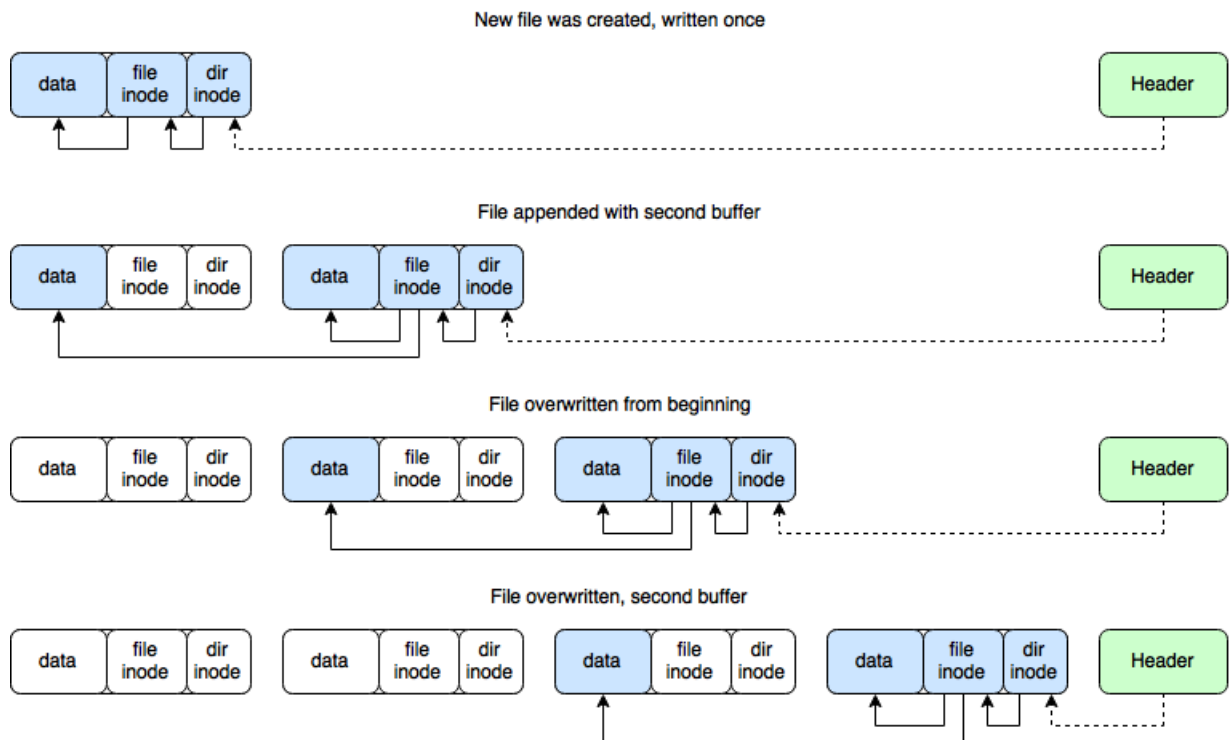 New file was created, written once
data file inode dir inode Header
File appended with second buffer
data file inode dir inode data file inode dir inode Header
File overwritten from beginning
data file inode dir inode data file inode dir inode data file inode dir inode Header
File overwritten, second buffer
data file inode dir inode data file inode dir inode data file inode dir inode data file inode dir inode Header